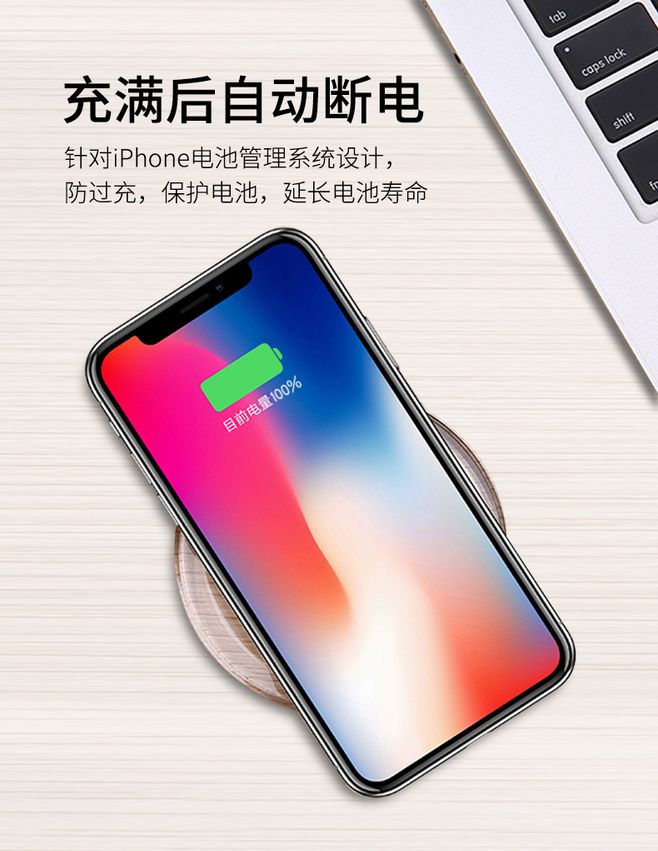 充满后自动断电
针对iPhone电池管理系统设计，
防过充，保护电池，延长电池寿命
tab
caps lock
shift
fn
目前电量100%